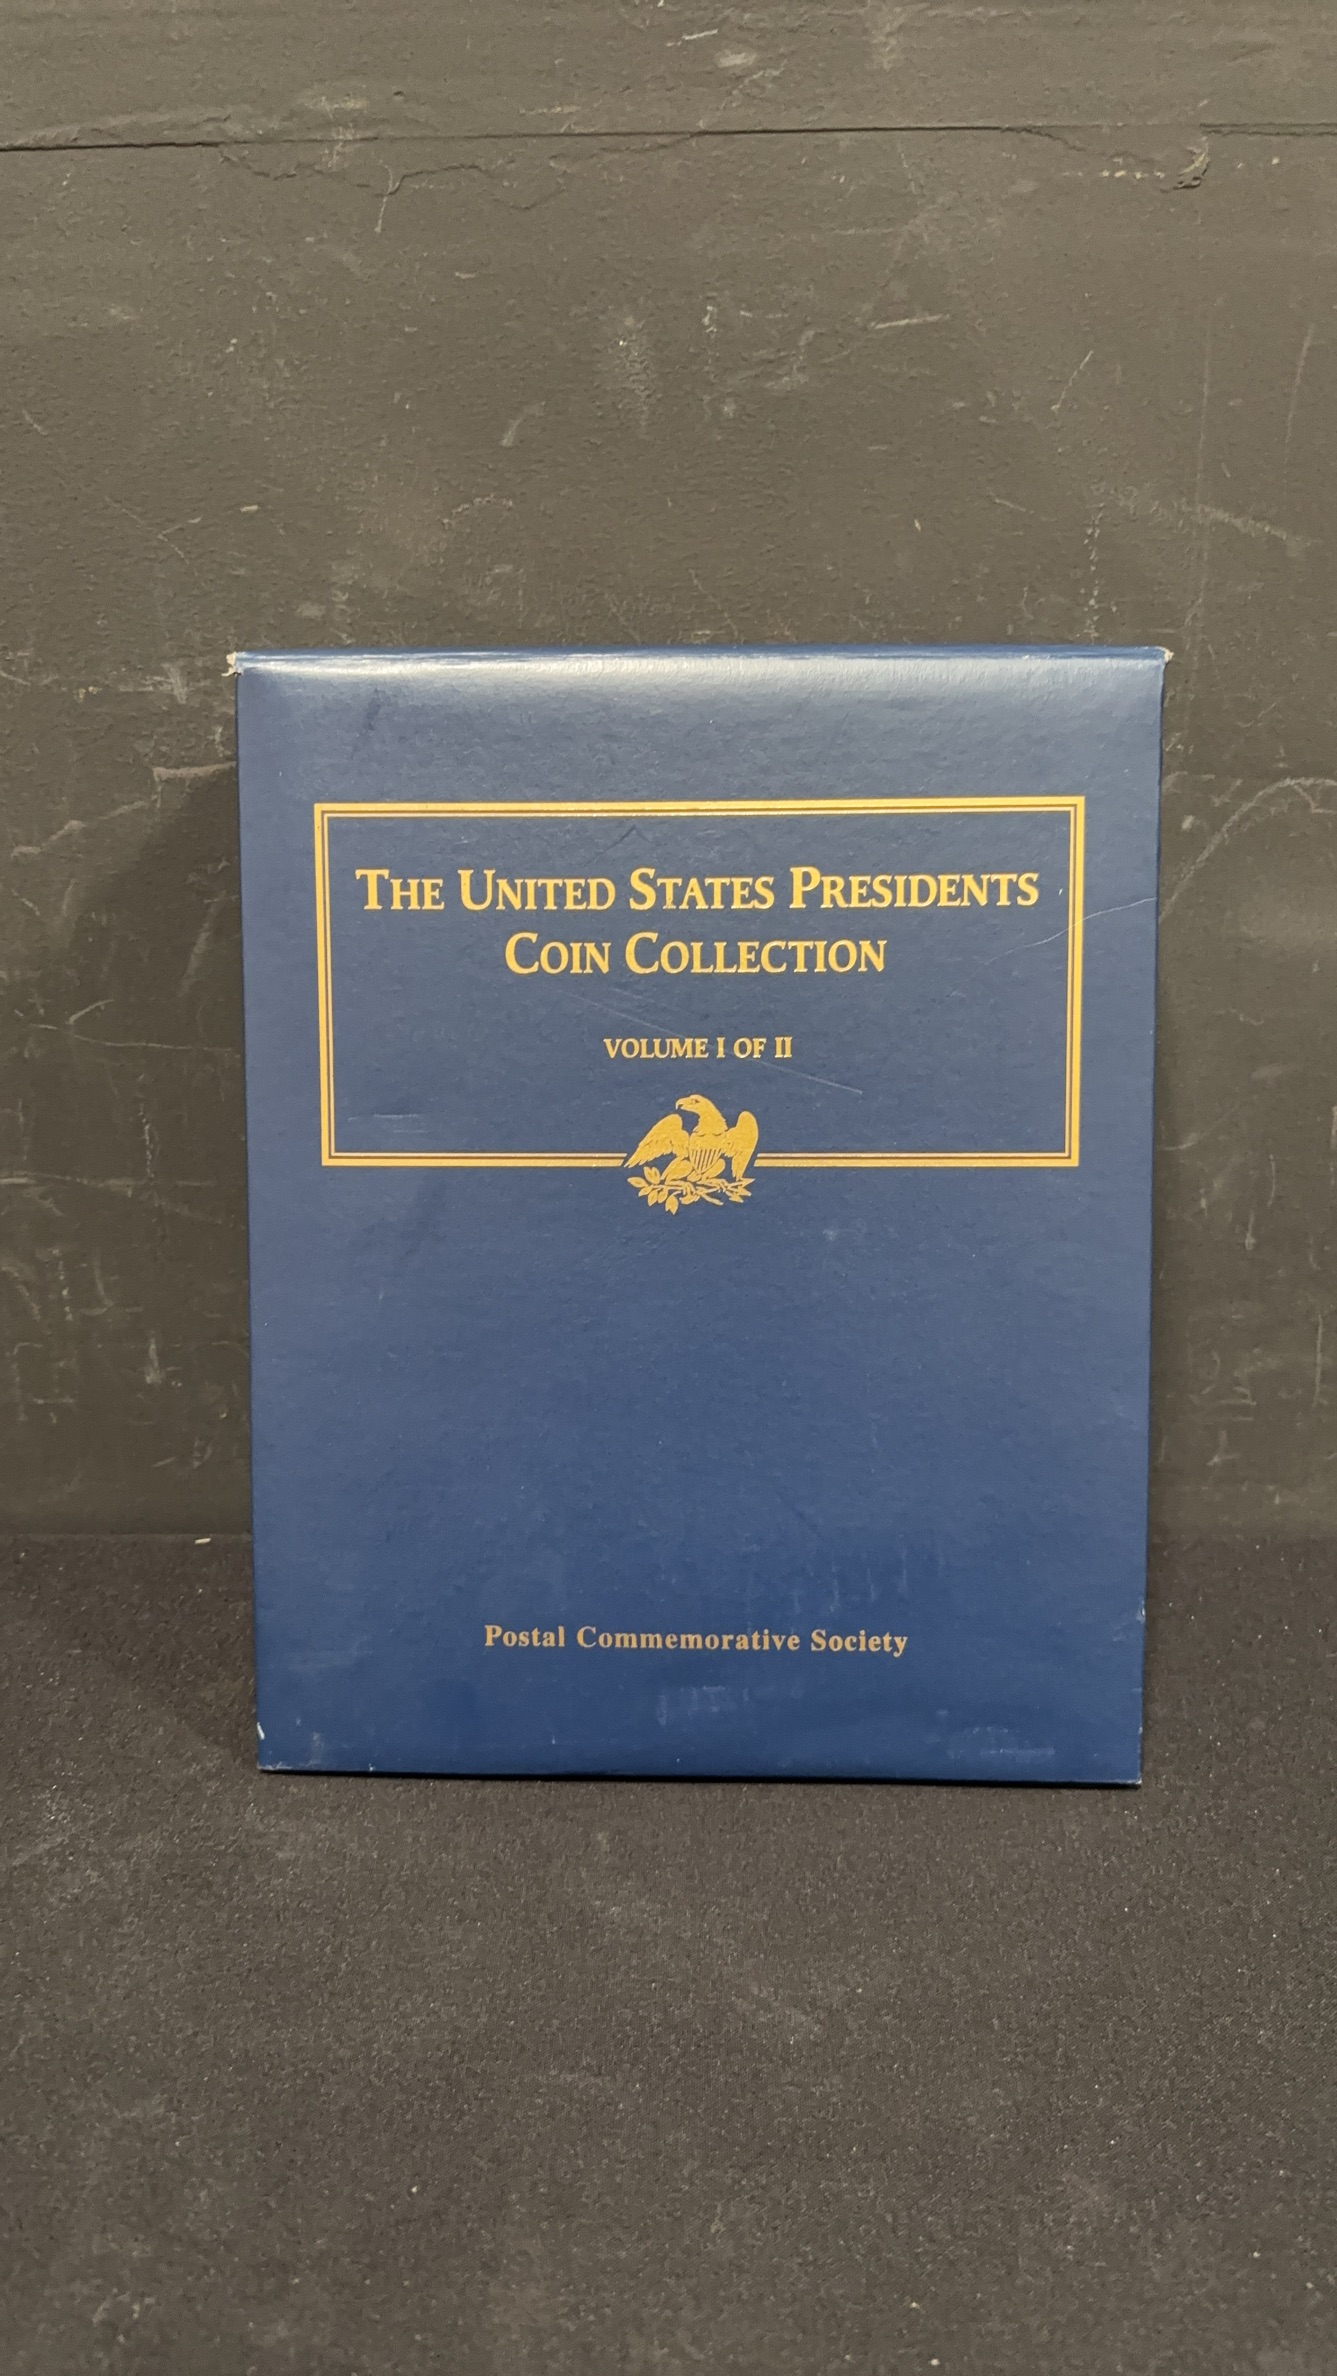 THE UNITED STATES PRESIDENTS
COIN COLLECTION
VOLUME I OF II
Postal Commemorative Society